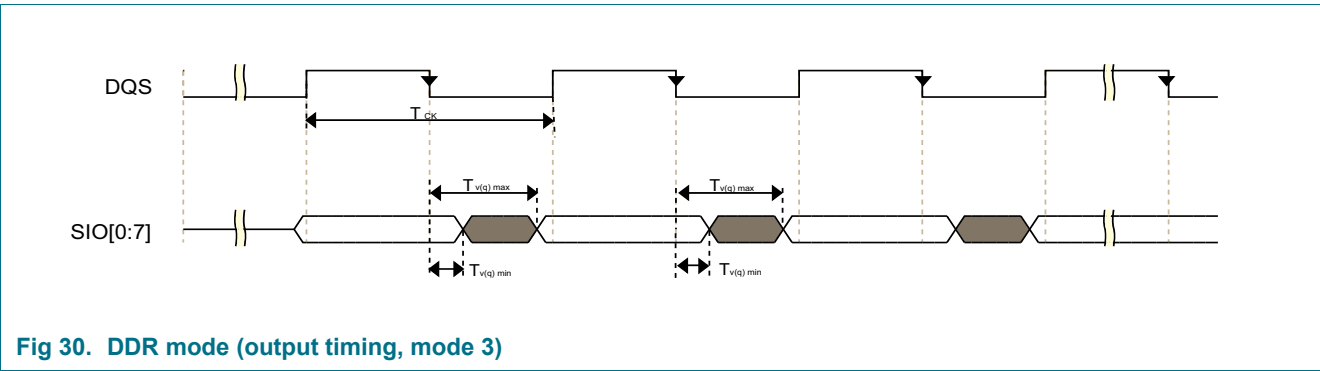 DQS
T CK
T v(q) max
T v(q) max
SIO[0:7]
T v(q) min
T v(q) min
Fig 30. DDR mode (output timing, mode 3)